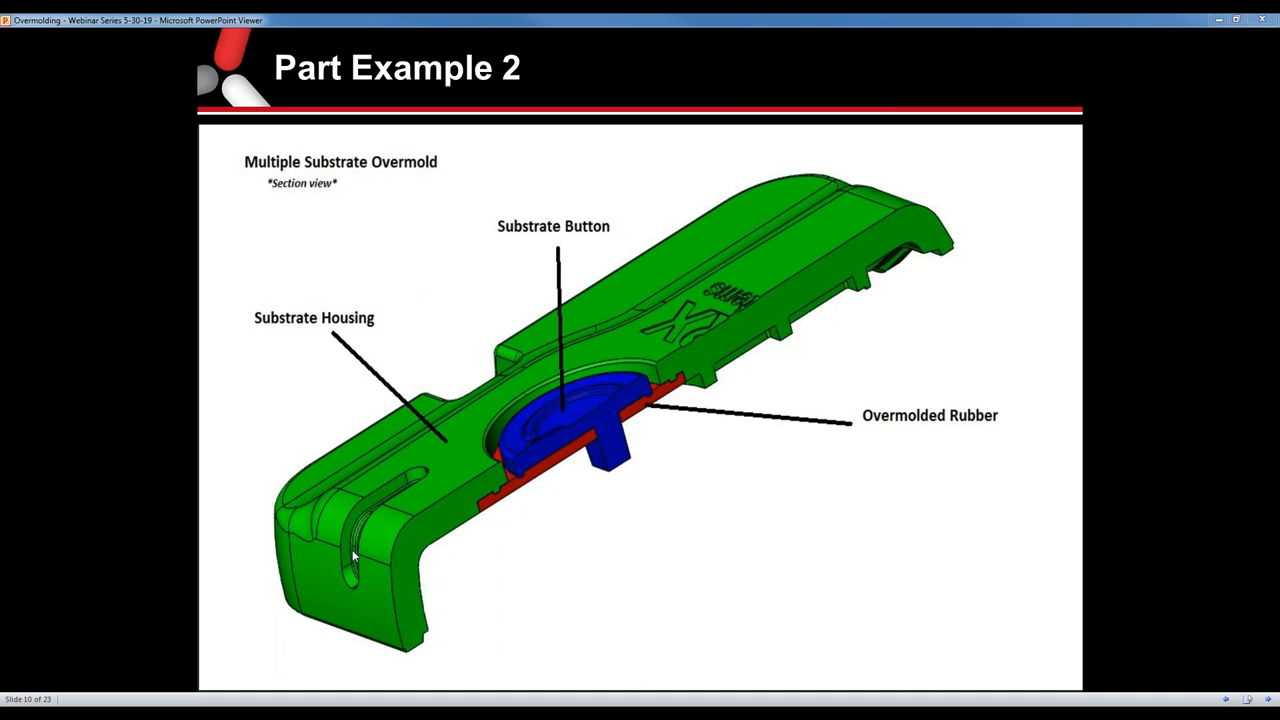 Overmolding - Webinar Series 5-30-19 - Microsoft PowerPoint Viewer
Part Example 2
Multiple Substrate Overmold
*Section view*
Substrate Button
Substrate Housing
Overmolded Rubber
Slide 10 of 23